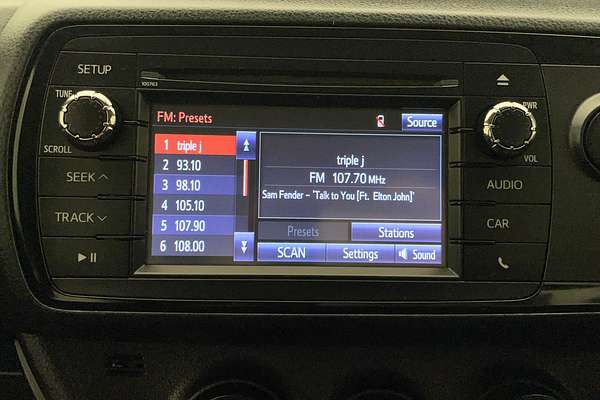 SETUP
100763
TUNE
SCROLL
SEEK
TRACK
FM: Presets
Source
1 triple j
2 93.10
3 98.10
4 105.10
5 107.90
6 108.00
triple j
FM 107.70 MHz
Sam Fender - 'Talk to You [Ft. Elton John]'
Presets
Stations
SCAN
Settings
Sound
PWR
VOL
AUDIO
CAR